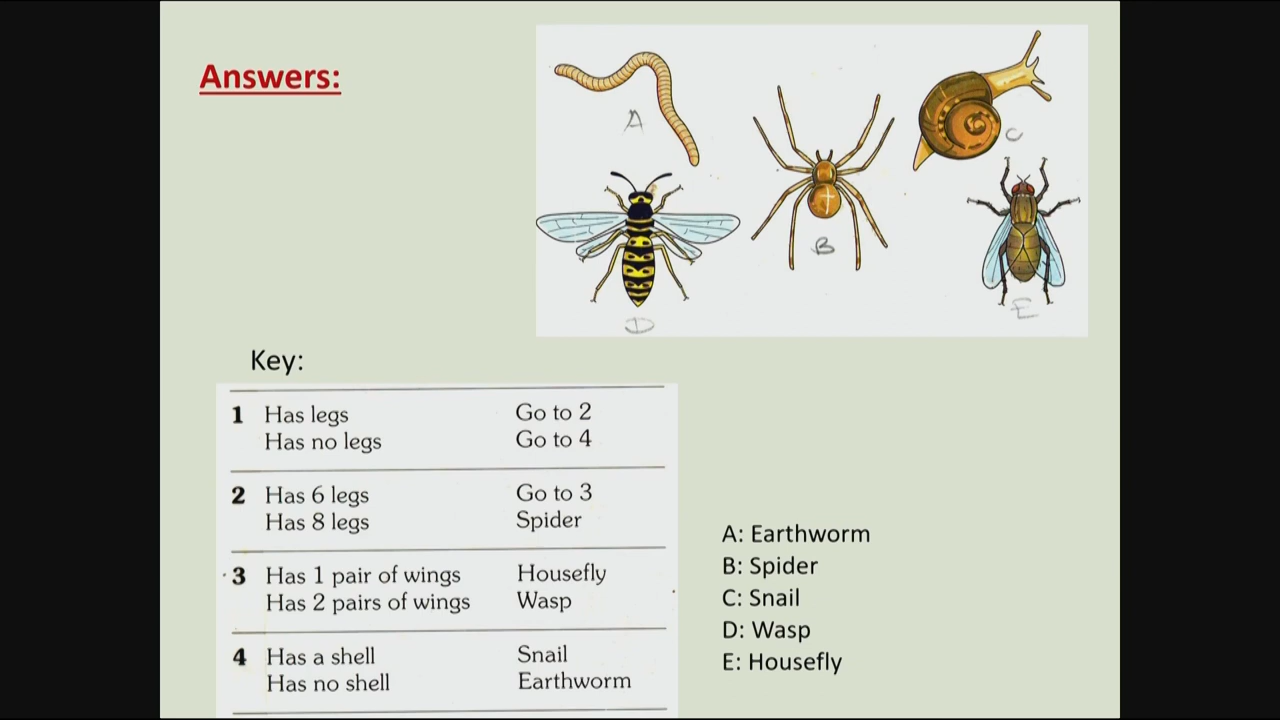 Answers:
A
B
C
D
E
Key:
1 Has legs Go to 2
Has no legs Go to 4
2 Has 6 legs Go to 3
Has 8 legs Spider
3 Has 1 pair of wings Housefly
Has 2 pairs of wings Wasp
4 Has a shell Snail
Has no shell Earthworm
A: Earthworm
B: Spider
C: Snail
D: Wasp
E: Housefly